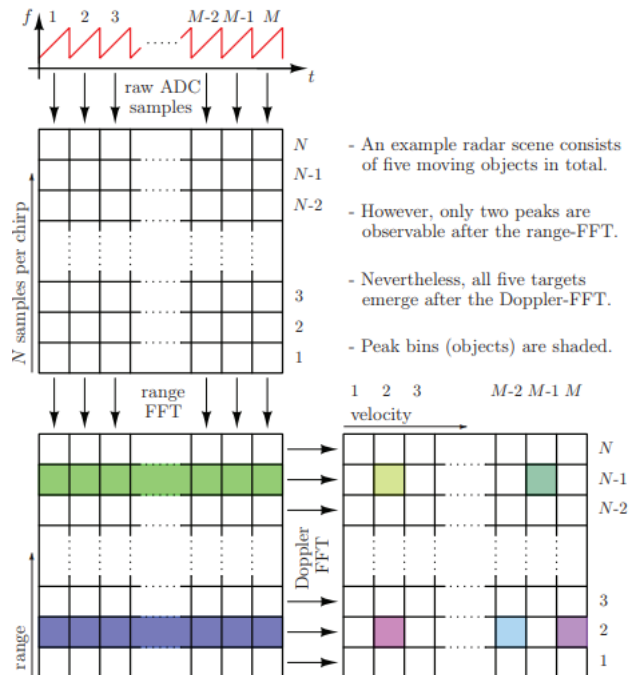 f
1 2 3 ...... M-2 M-1 M
t
raw ADC
samples
N
N-1
N-2
3
2
1
N samples per chirp
- An example radar scene consists
of five moving objects in total.
- However, only two peaks are
observable after the range-FFT.
- Nevertheless, all five targets
emerge after the Doppler-FFT.
- Peak bins (objects) are shaded.
range
FFT
1 2 3 M-2 M-1 M
velocity
range
Doppler
FFT
N
N-1
N-2
3
2
1